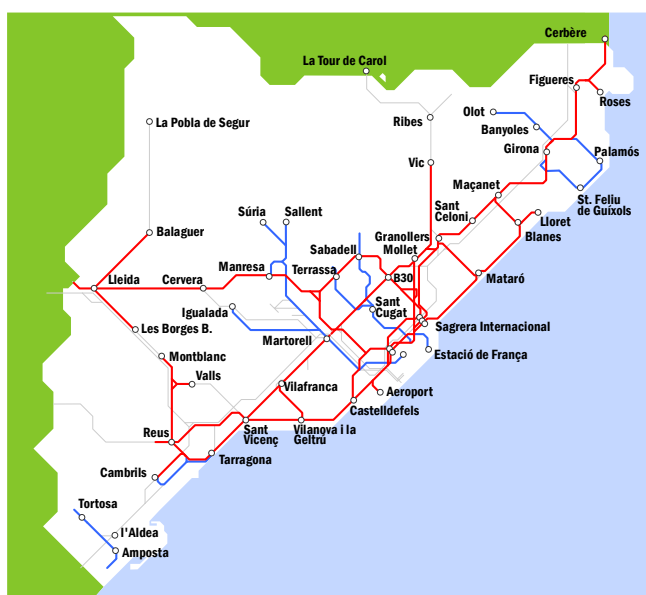 Cerbère
La Tour de Carol
Figueres
Roses
La Pobla de Segur
Ribes
Olot
Banyoles
Girona
Palamós
Vic
Maçanet
St. Feliu
de Guíxols
Sant
Celoni
Súria
Sallent
Lloret
Blanes
Balaguer
Sabadell
Granollers
Mollet
Manresa
Terrassa
B30
Mataró
Lleida
Cervera
Igualada
Sant
Cugat
Sagrera Internacional
Les Borges B.
Martorell
Estació de França
Montblanc
Valls
Vilafranca
Aeroport
Castelldefels
Reus
Sant
Vicenç
Vilanova i la
Geltrú
Tarragona
Cambrils
Tortosa
l'Aldea
Amposta